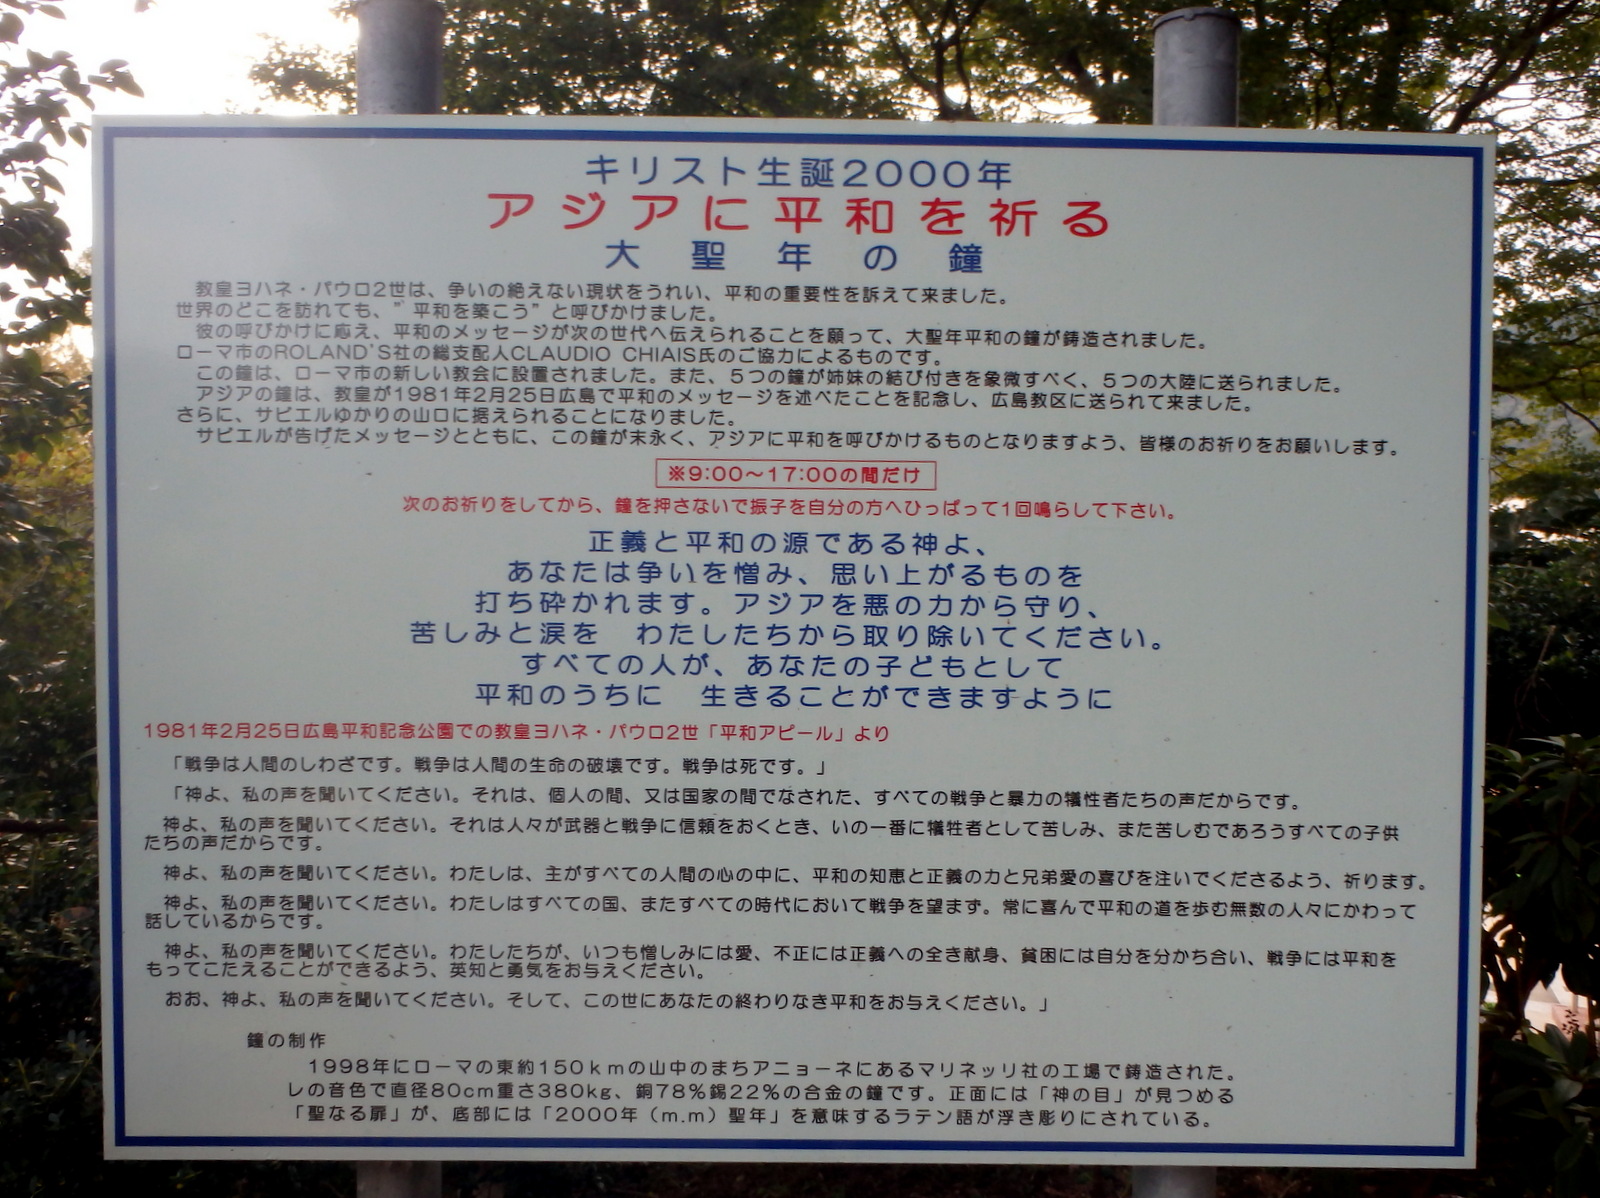 キリスト生誕2000年
アジアに平和を祈る
大聖年の鐘
教皇ヨハネ・パウロ2世は、争いの絶えない現状をうれい、平和の重要性を訴えて来ました。
世界のどこを訪れても、"平和を築こう"と呼びかけました。
彼の呼びかけに応え、平和のメッセージが次の世代へ伝えられることを願って、大聖年平和の鐘が鋳造されました。
ローマ市のROLAND'S社の総支配人CLAUDIO CHIAIS氏のご協力によるものです。
この鐘は、ローマ市の新しい教会に設置されました。また、5つの鐘が姉妹の結び付きを象微すべく、5つの大陸に送られました。
アジアの鐘は、教皇が1981年2月25日広島で平和のメッセージを述べたことを記念し、広島教区に送られて来ました。
さらに、サビエルゆかりの山口に据えられることになりました。
サビエルが告げたメッセージとともに、この鐘が末永く、アジアに平和を呼びかけるものとなりますよう、皆様のお祈りをお願いします。
※9:00〜17:00の間だけ
次のお祈りをしてから、鐘を押さないで振子を自分の方へひっぱって1回鳴らして下さい。
正義と平和の源である神よ、
あなたは争いを憎み、思い上がるものを
打ち砕かれます。アジアを悪の力から守り、
苦しみと涙を　わたしたちから取り除いてください。
すべての人が、あなたの子どもとして
平和のうちに　生きることができますように
1981年2月25日広島平和記念公園での教皇ヨハネ・パウロ2世「平和アピール」より
「戦争は人間のしわざです。戦争は人間の生命の破壊です。戦争は死です。」
「神よ、私の声を聞いてください。それは、個人の間、又は国家の間でなされた、すべての戦争と暴力の犠牲者たちの声だからです。
神よ、私の声を聞いてください。それは人々が武器と戦争に信頼をおくとき、いの一番に犠牲者として苦しみ、また苦しむであろうすべての子供
たちの声だからです。
神よ、私の声を聞いてください。わたしは、主がすべての人間の心の中に、平和の知恵と正義の力と兄弟愛の喜びを注いでくださるよう、祈ります。
神よ、私の声を聞いてください。わたしはすべての国、またすべての時代において戦争を望まず。常に喜んで平和の道を歩む無数の人々にかわって
話しているからです。
神よ、私の声を聞いてください。わたしたちが、いつも憎しみには愛、不正には正義への全き献身、貧困には自分を分かち合い、戦争には平和を
もってこたえることができるよう、英知と勇気をお与えください。
おお、神よ、私の声を聞いてください。そして、この世にあなたの終わりなき平和をお与えください。」
鐘の制作
1998年にローマの東約150kmの山中のまちアニョーネにあるマリネッリ社の工場で鋳造された。
レの音色で直径80cm重さ380kg、銅78%錫22%の合金の鐘です。正面には「神の目」が見つめる
「聖なる扉」が、底部には「2000年（m.m）聖年」を意味するラテン語が浮き彫りにされている。